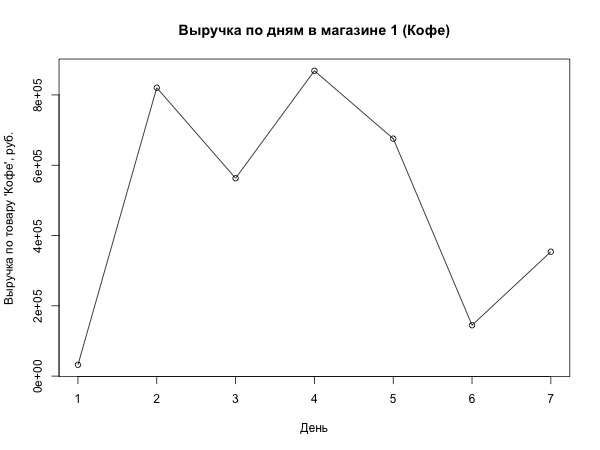 Выручка по дням в магазине 1 (Кофе)
Выручка по товару 'Кофе', руб.
8e+05
6e+05
4e+05
2e+05
0e+00
1 2 3 4 5 6 7
День